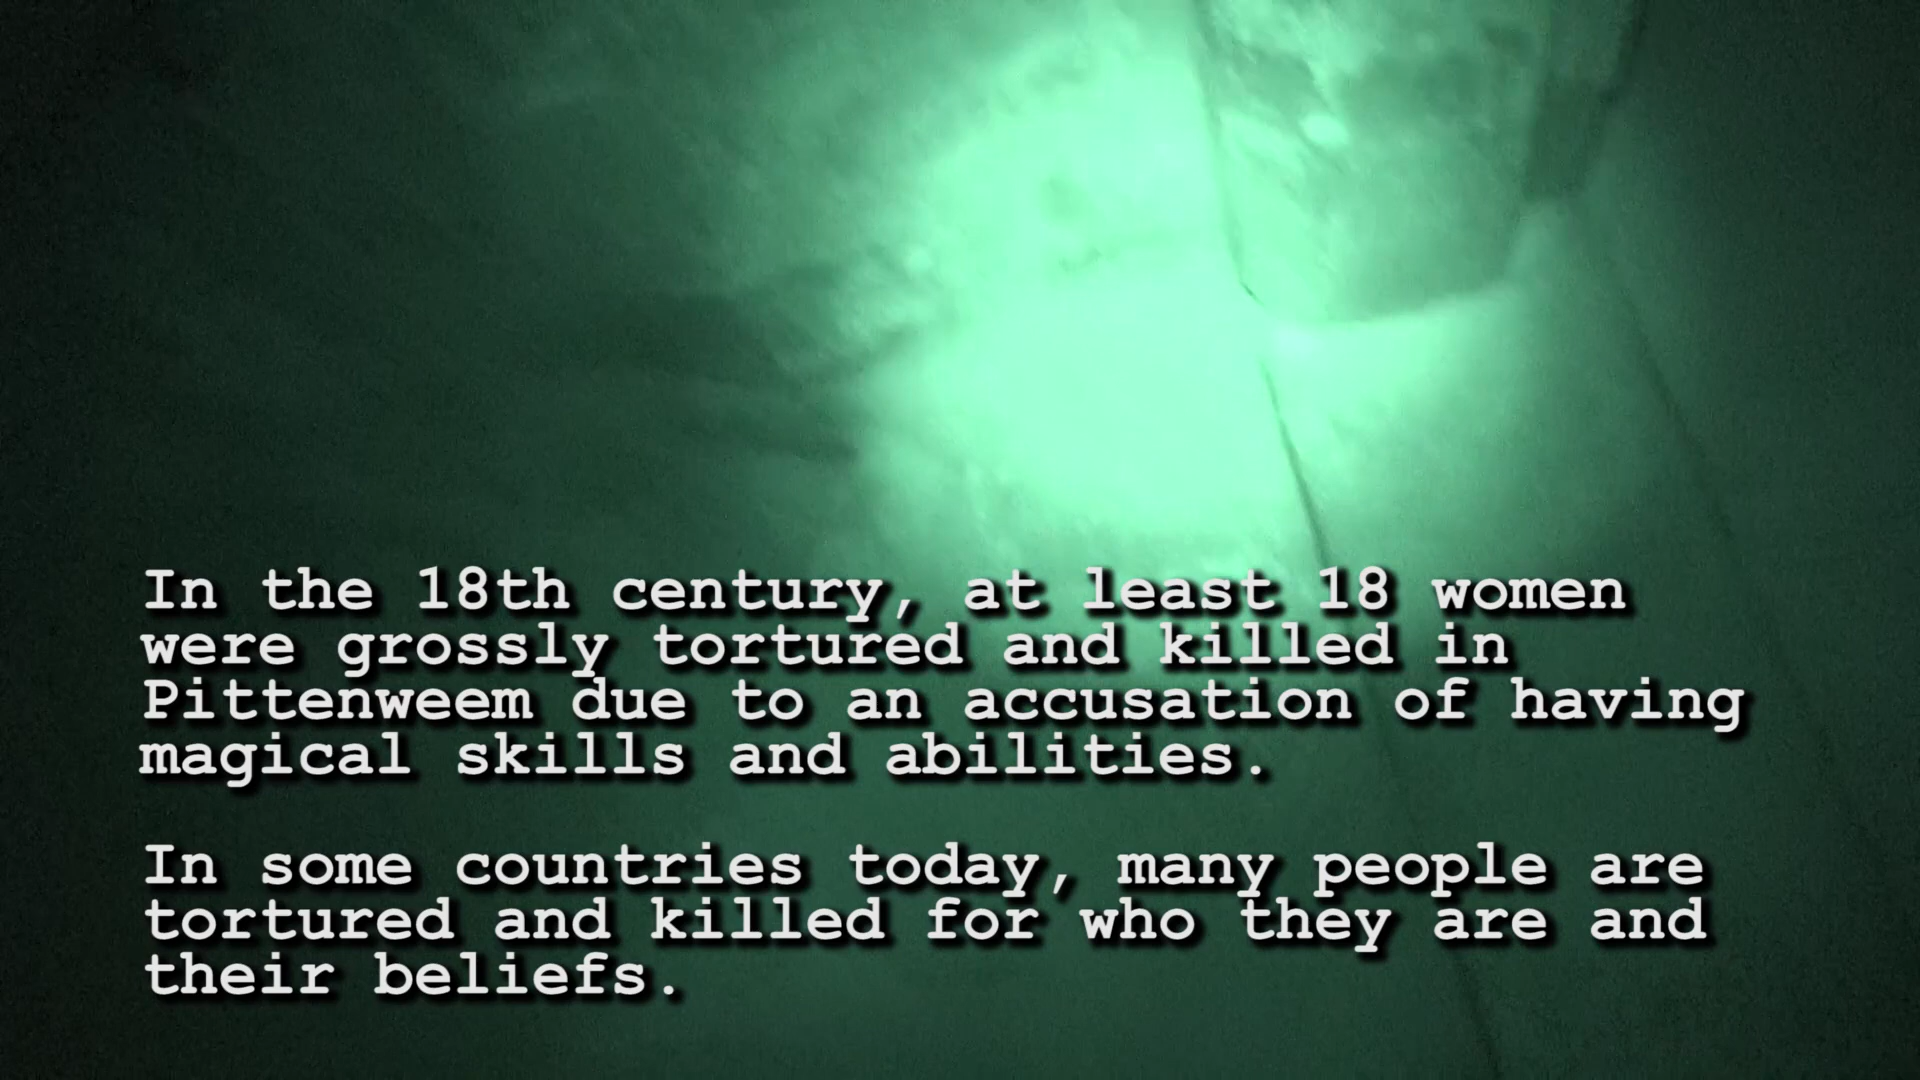 In the 18th century, at least 18 women
were grossly tortured and killed in
Pittenweem due to an accusation of having
magical skills and abilities.
In some countries today, many people are
tortured and killed for who they are and
their beliefs.